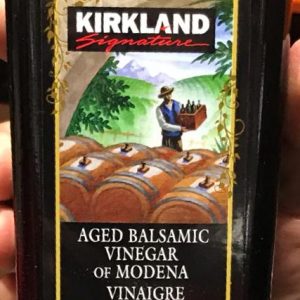 KIRKLAND
Signature
AGED BALSAMIC
VINEGAR
OF MODENA
VINAIGRE